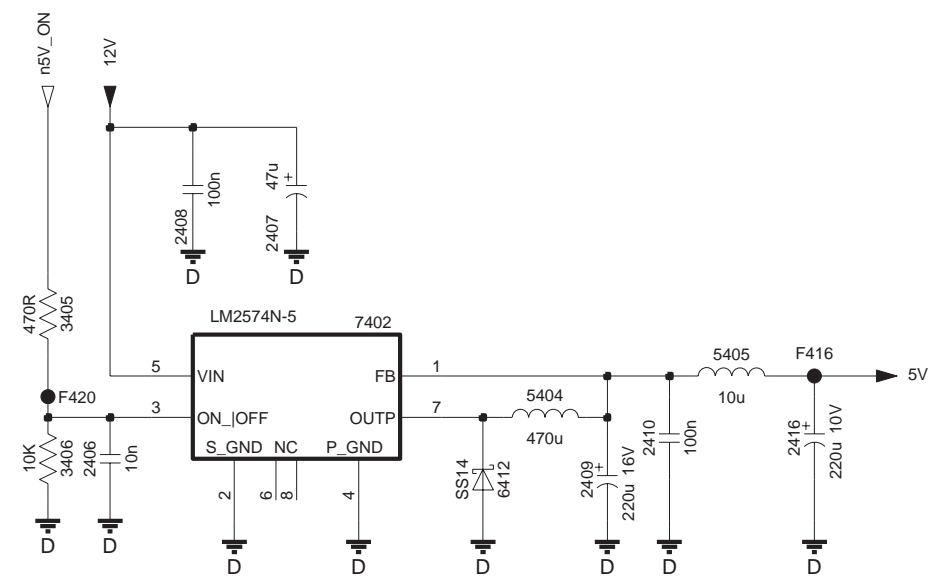 n5V_ON
12V
100n
2408
47u
+
2407
D
D
470R
3405
LM2574N-5
7402
5
VIN
FB
1
F420
3
ON_|OFF
OUTP
7
S_GND
NC
P_GND
5404
470u
5405
10u
F416
5V
10K
3406
2406
10n
2
6
8
4
SS14
6412
+
2409
220u 16V
2410
100n
+
2416
220u 10V
D
D
D
D
D
D
D
D